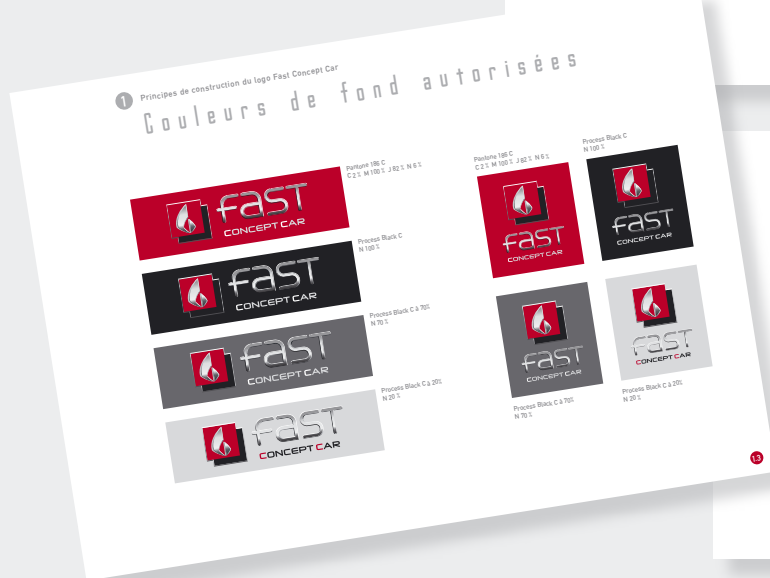 1 Principes de construction du logo Fast Concept Car
Couleurs de fond autorisées
Pantone 186 C
C 2 % M 100 % J 82 % N 6 %
FAST
CONCEPT CAR
Process Black C
N 100 %
FAST
CONCEPT CAR
Process Black C à 70%
N 70 %
FAST
CONCEPT CAR
Process Black C à 20%
N 20 %
FAST
CONCEPT CAR
Pantone 186 C
C 2 % M 100 % J 82 % N 6 %
FAST
CONCEPT CAR
Process Black C
N 100 %
FAST
CONCEPT CAR
FAST
CONCEPT CAR
Process Black C à 70%
N 70 %
FAST
CONCEPT CAR
Process Black C à 20%
N 20 %
1.3